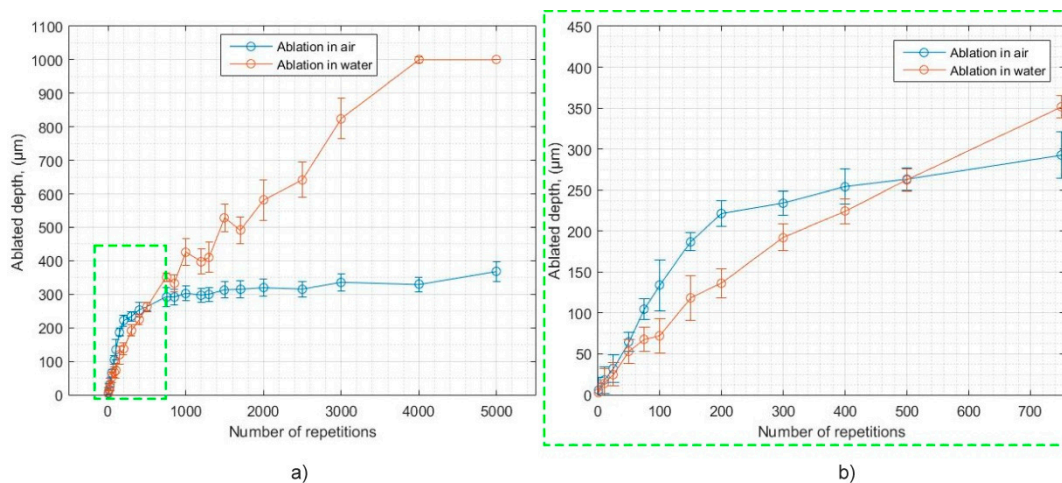 1100
1000
900
800
700
600
500
400
300
200
100
0
Ablated depth, (μm)
Ablation in air
Ablation in water
0 1000 2000 3000 4000 5000
Number of repetitions
a)
450
400
350
300
250
200
150
100
50
0
Ablated depth, (μm)
Ablation in air
Ablation in water
0 100 200 300 400 500 600 700
Number of repetitions
b)